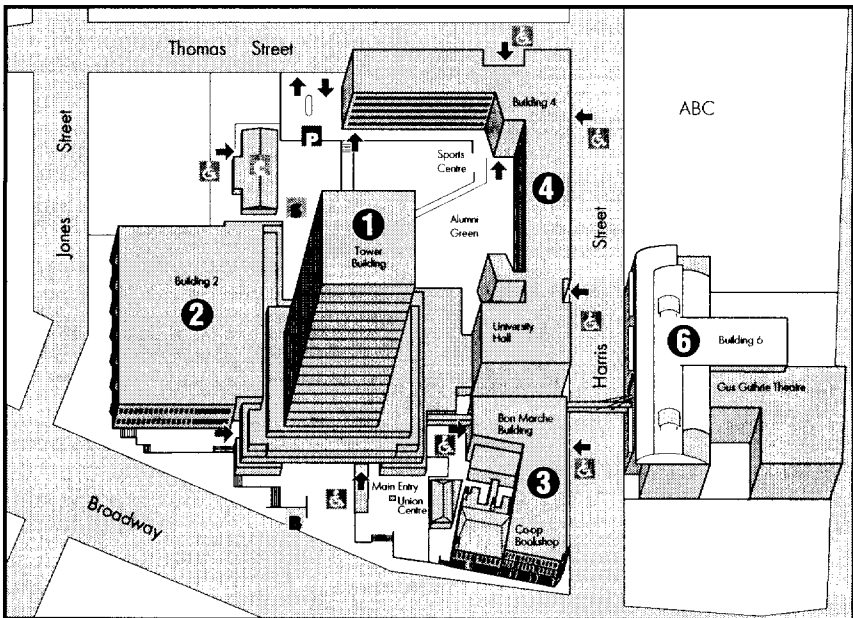 Thomas Street
ABC
Building 4
P
Sports
Centre
4
Jones Street
Harris Street
1
Tower
Building
Alumni
Green
Building 2
2
University
Hall
6
Building 6
Gus Guthrie Theatre
Bon Marche
Building
3
Main Entry
Union
Centre
Co-op
Bookshop
Broadway